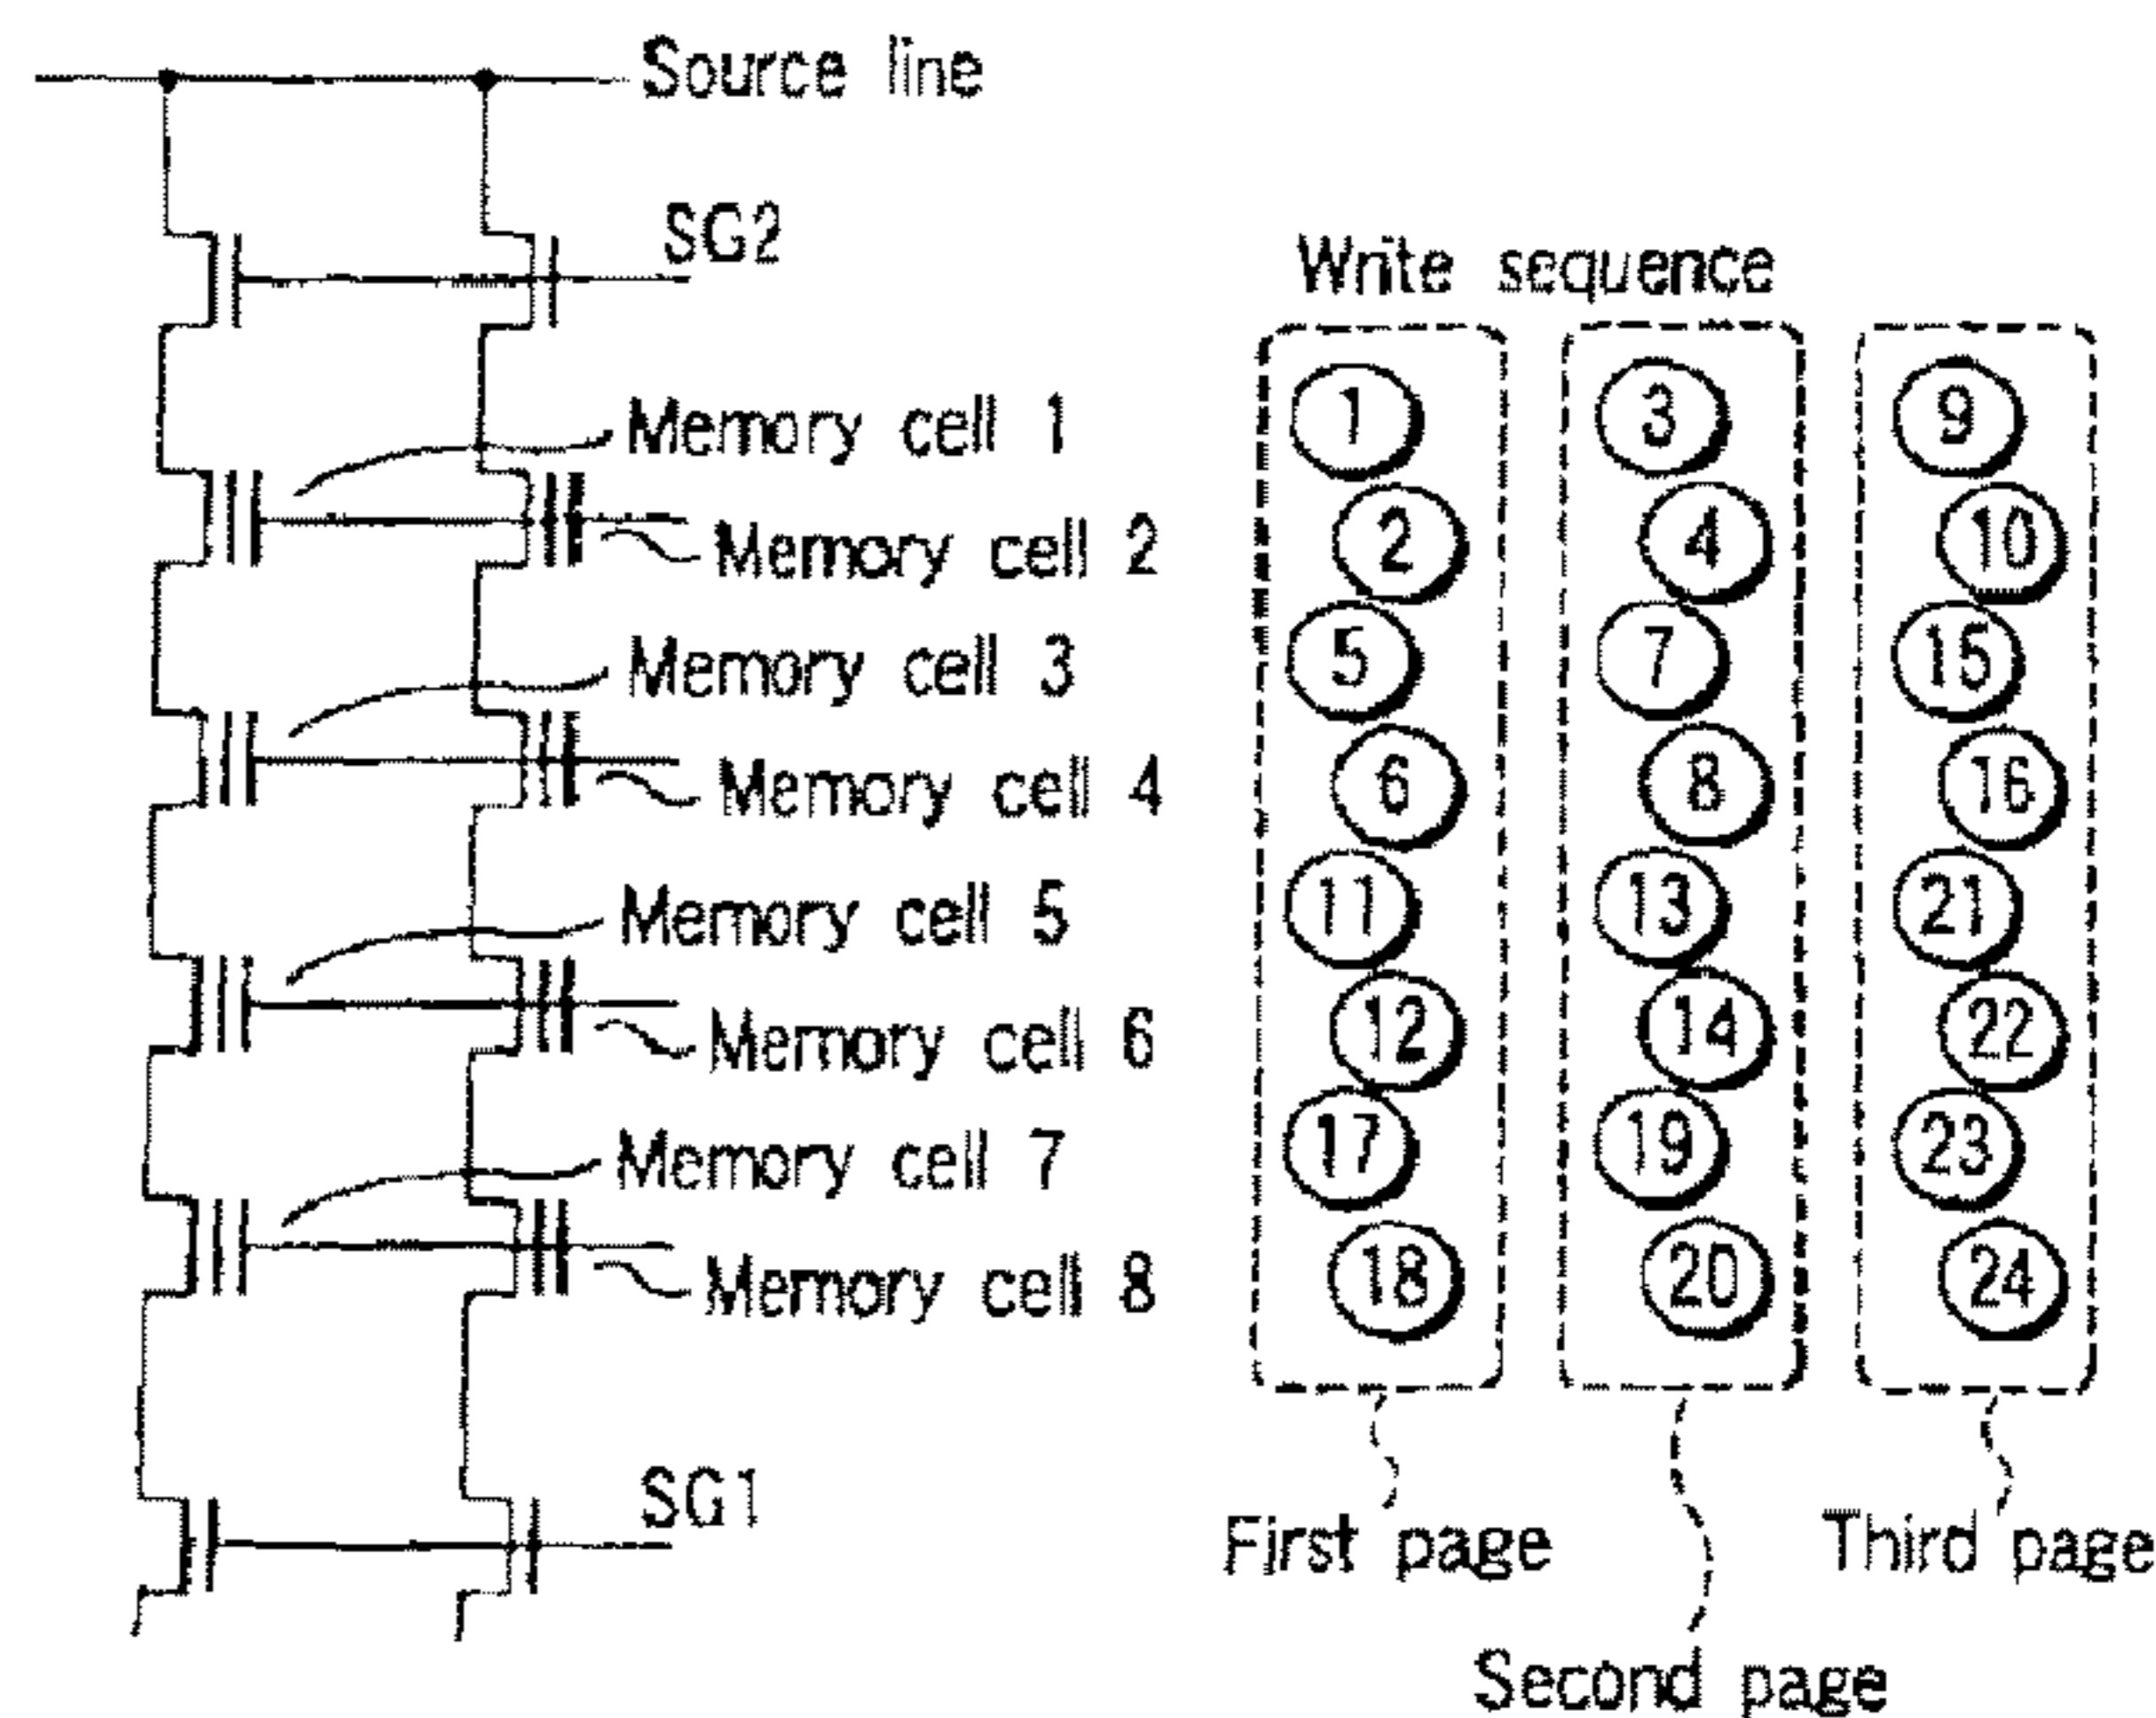 Source line
SG2
Write sequence
Memory cell 1
Memory cell 2
Memory cell 3
Memory cell 4
Memory cell 5
Memory cell 6
Memory cell 7
Memory cell 8
SG1
1 3 9
2 4 10
5 7 15
6 8 16
11 13 21
12 14 22
17 19 23
18 20 24
First page
Second page
Third page